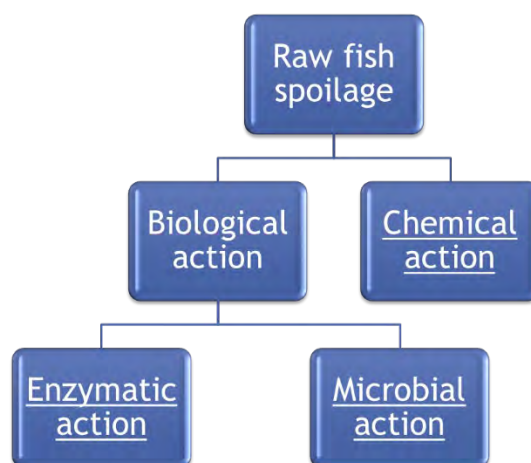 Raw fish
spoilage
Biological
action
Chemical
action
Enzymatic
action
Microbial
action